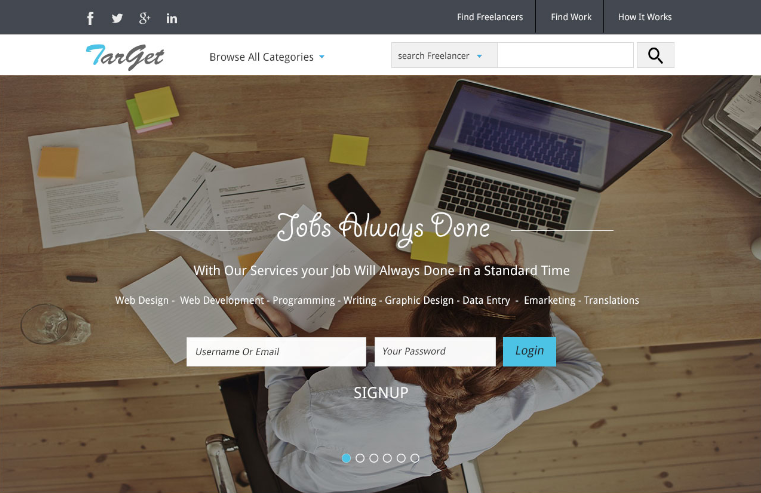 Find Freelancers Find Work How It Works
TarGet
Browse All Categories
search Freelancer
Jobs Always Done
With Our Services your Job Will Always Done In a Standard Time
Web Design - Web Development - Programming - Writing - Graphic Design - Data Entry - Emarketing - Translations
Username Or Email
Your Password
Login
SIGNUP